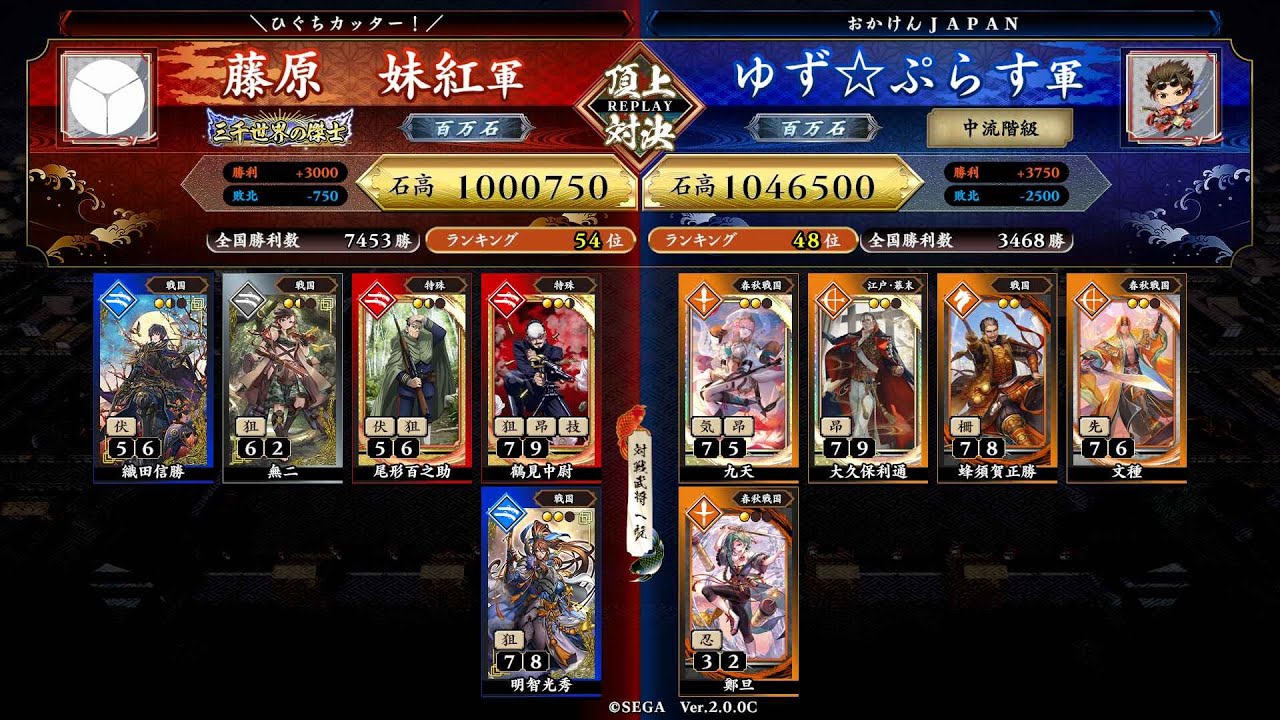 ＼ひぐちカッター！／
おかけんＪＡＰＡＮ
藤原　妹紅軍
頂上
REPLAY
対決
ゆず☆ぷらす軍
三千世界の傑士
百万石
百万石
中流階級
勝利 +3000
敗北 -750
石高 1000750
石高 1046500
勝利 +3750
敗北 -2500
全国勝利数 7453勝
ランキング 54位
ランキング 48位
全国勝利数 3468勝
戦国
伏
5 6
織田信勝
戦国
狙
6 2
無二
特殊
伏 狙
5 6
尾形百之助
特殊
狙 昂 技
7 9
鶴見中尉
対戦武将一覧
春秋戦国
気 昂
7 5
九天
江戸・幕末
昂
7 9
大久保利通
戦国
柵
7 8
蜂須賀正勝
春秋戦国
先
7 6
文種
戦国
狙
7 8
明智光秀
春秋戦国
忍
3 2
鄭旦
©SEGA Ver.2.0.0C